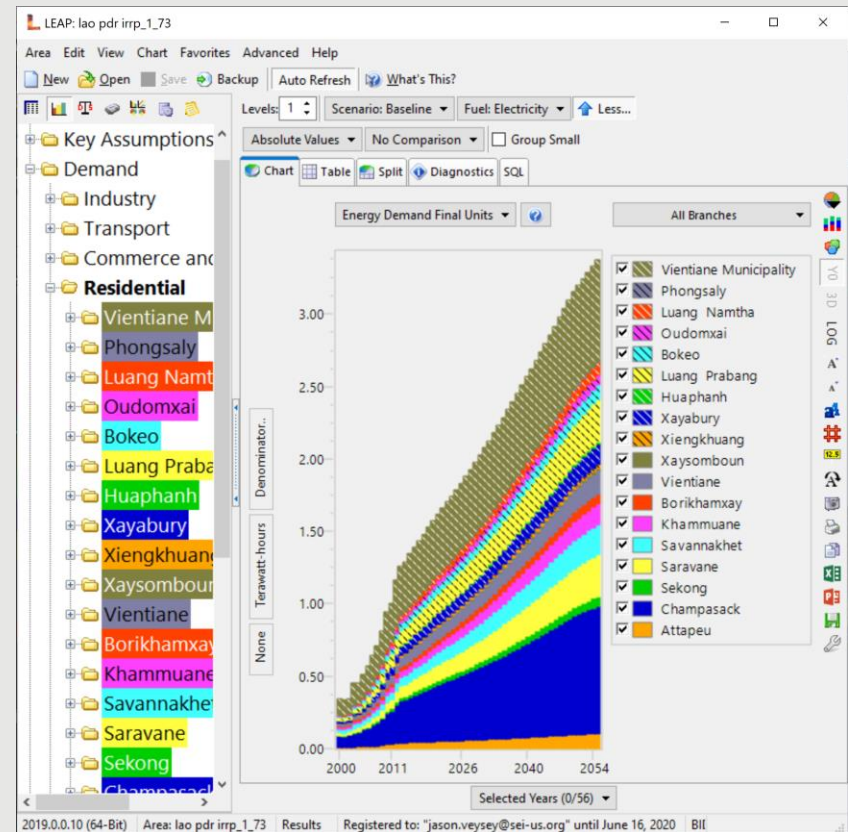 LEAP: lao pdr irrp_1_73
Area Edit View Chart Favorites Advanced Help
New Open Save Backup Auto Refresh What's This?
Levels: 1 Scenario: Baseline Fuel: Electricity Less...
Absolute Values No Comparison Group Small
Chart Table Split Diagnostics SQL
Key Assumptions
Demand
Industry
Transport
Commerce and
Residential
Vientiane M
Phongsaly
Luang Namt
Oudomxai
Bokeo
Luang Praba
Huaphanh
Xayabury
Xiengkhuang
Xaysomboun
Vientiane
Borikhamxay
Khammuane
Savannakhet
Saravane
Sekong
Champasack
Energy Demand Final Units
All Branches
Denominator..
Terawatt-hours
None
3.00
2.50
2.00
1.50
1.00
0.50
0.00
2000 2011 2026 2040 2054
Vientiane Municipality
Phongsaly
Luang Namtha
Oudomxai
Bokeo
Luang Prabang
Huaphanh
Xayabury
Xiengkhuang
Xaysomboun
Vientiane
Borikhamxay
Khammuane
Savannakhet
Saravane
Sekong
Champasack
Attapeu
Y0
3D
LOG
A
A
12.5
Selected Years (0/56)
2019.0.0.10 (64-Bit) Area: lao pdr irrp_1_73 Results Registered to: "jason.veysey@sei-us.org" until June 16, 2020